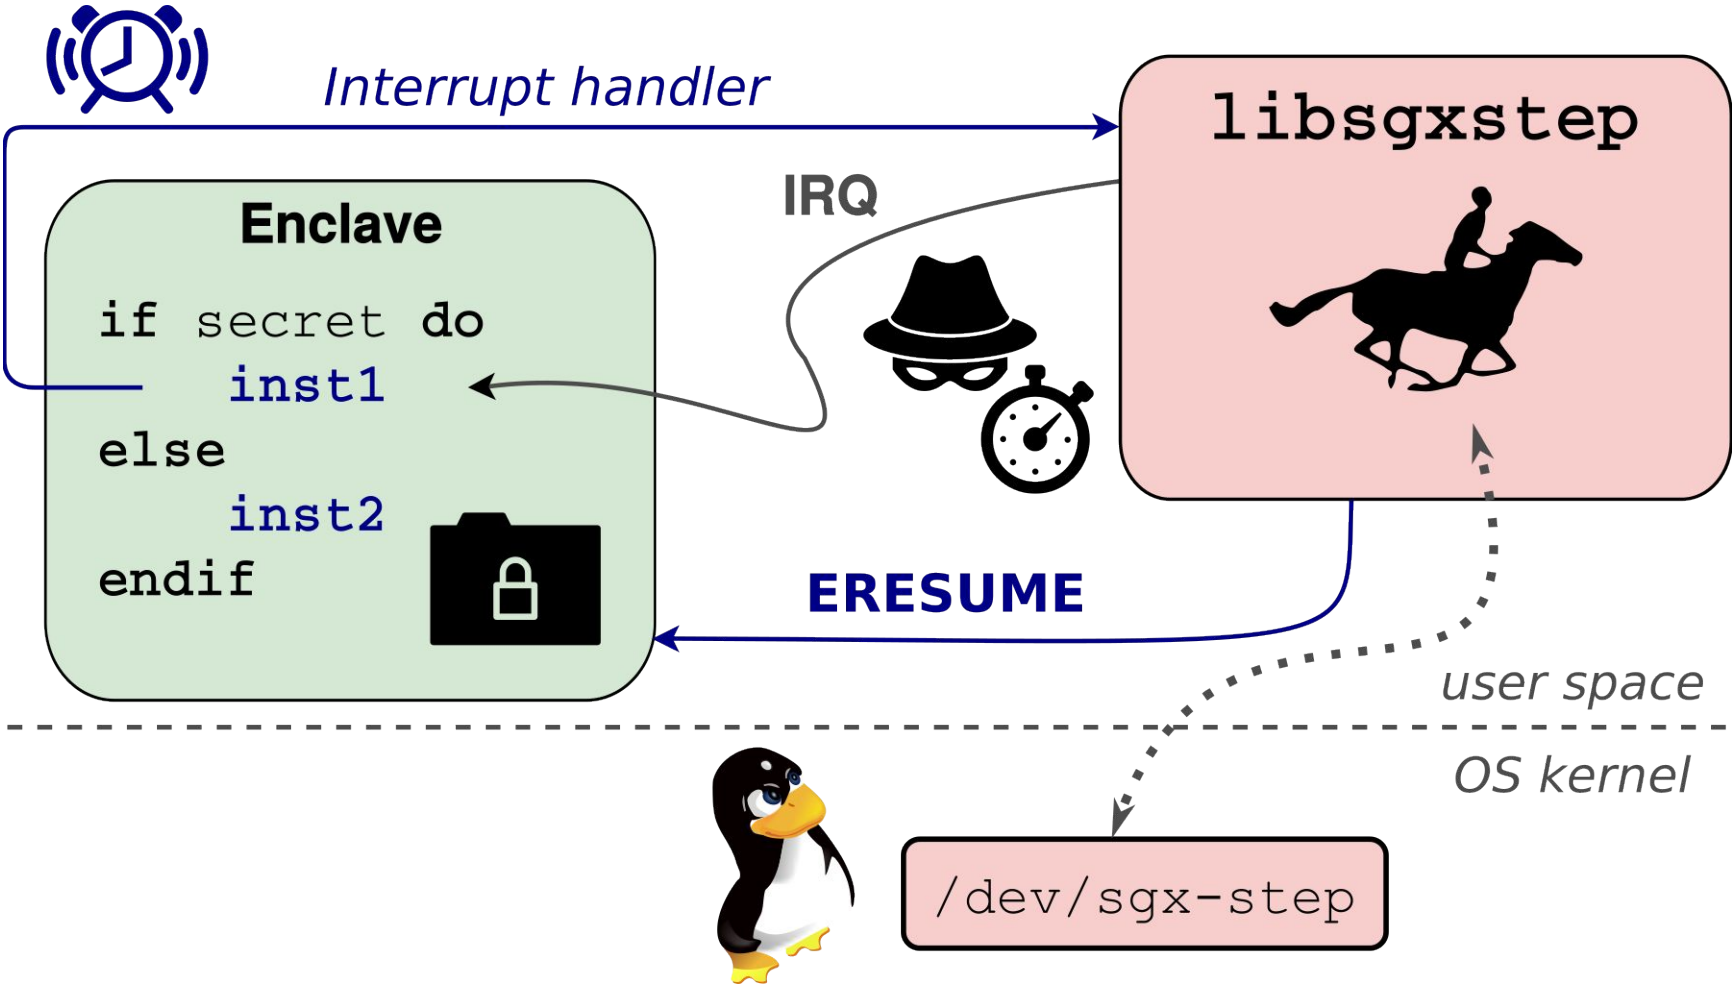 Interrupt handler
libsgxstep
IRQ
Enclave
if secret do
inst1
else
inst2
endif
ERESUME
user space
OS kernel
/dev/sgx-step